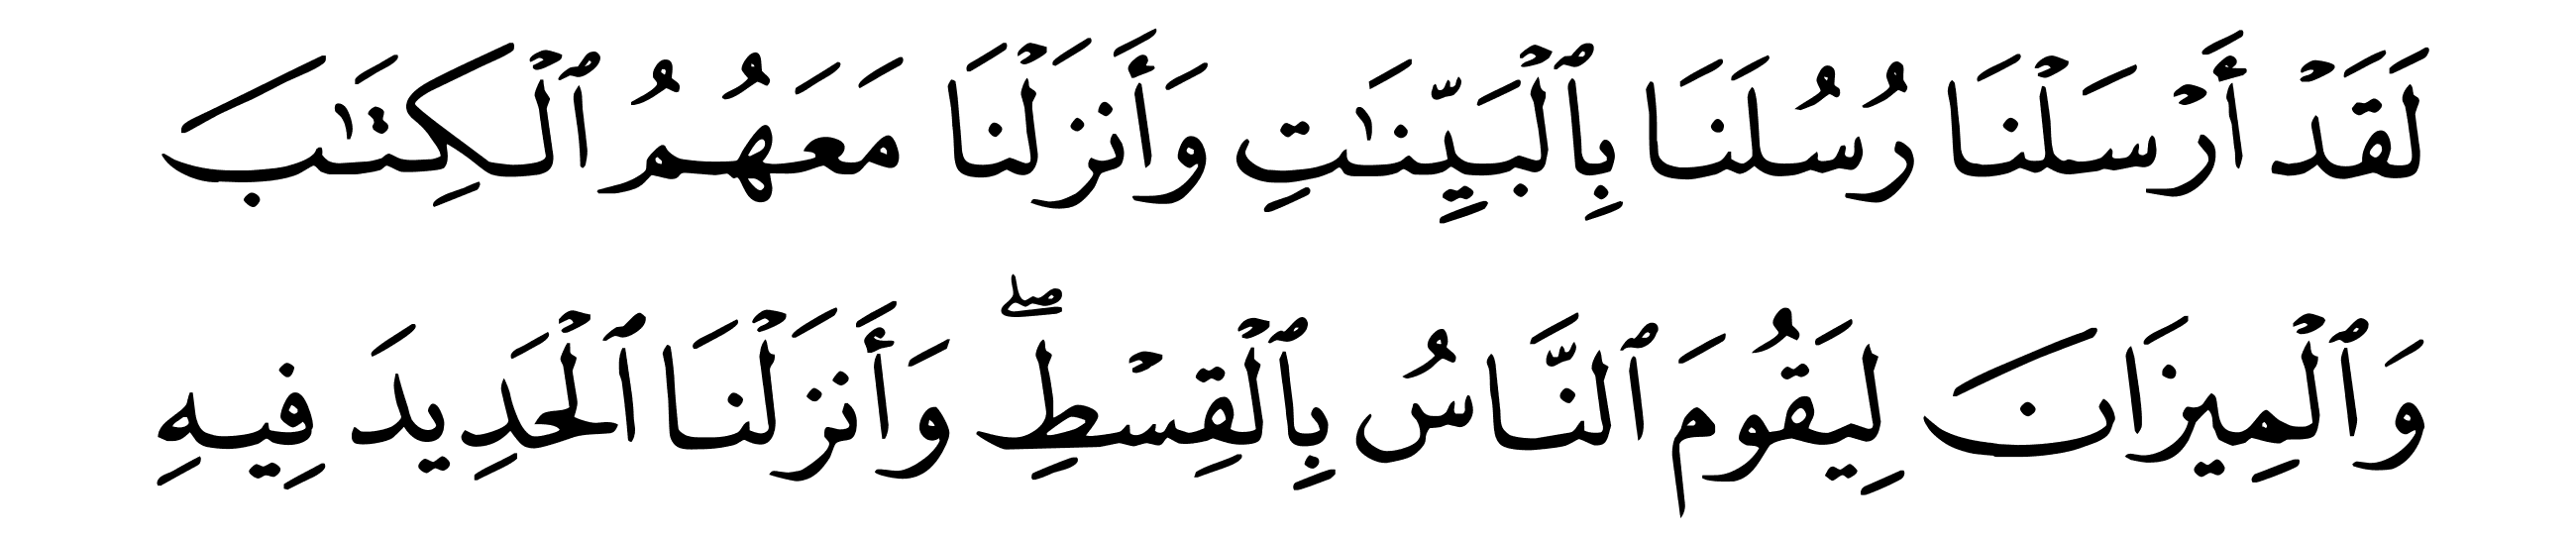 لَقَدۡ أَرۡسَلۡنَا رُسُلَنَا بِٱلۡبَيِّنَٰتِ وَأَنزَلۡنَا مَعَهُمُ ٱلۡكِتَٰبَ
وَٱلۡمِيزَانَ لِيَقُومَ ٱلنَّاسُ بِٱلۡقِسۡطِۖ وَأَنزَلۡنَا ٱلۡحَدِيدَ فِيهِ